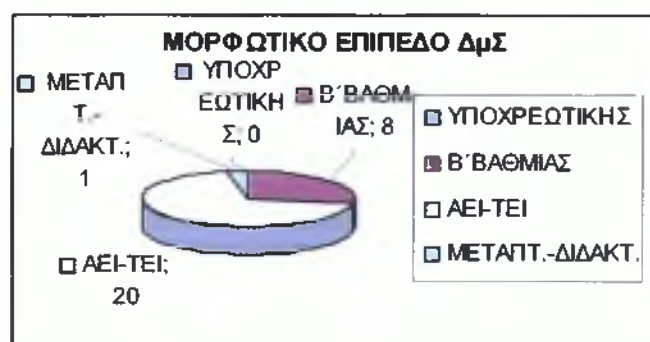 ΜΟΡΦΩΤΙΚΟ ΕΠΙΠΕΔΟ ΔμΣ
ΜΕΤΑΠ
Τ.-
ΔΙΔΑΚΤ.;
1
ΥΠΟΧΡ
ΕΩΤΙΚΗ
Σ; 0
Β΄ΒΑΘΜ
ΙΑΣ; 8
ΑΕΙ-ΤΕΙ;
20
ΥΠΟΧΡΕΩΤΙΚΗΣ
Β΄ΒΑΘΜΙΑΣ
ΑΕΙ-ΤΕΙ
ΜΕΤΑΠΤ.-ΔΙΔΑΚΤ.